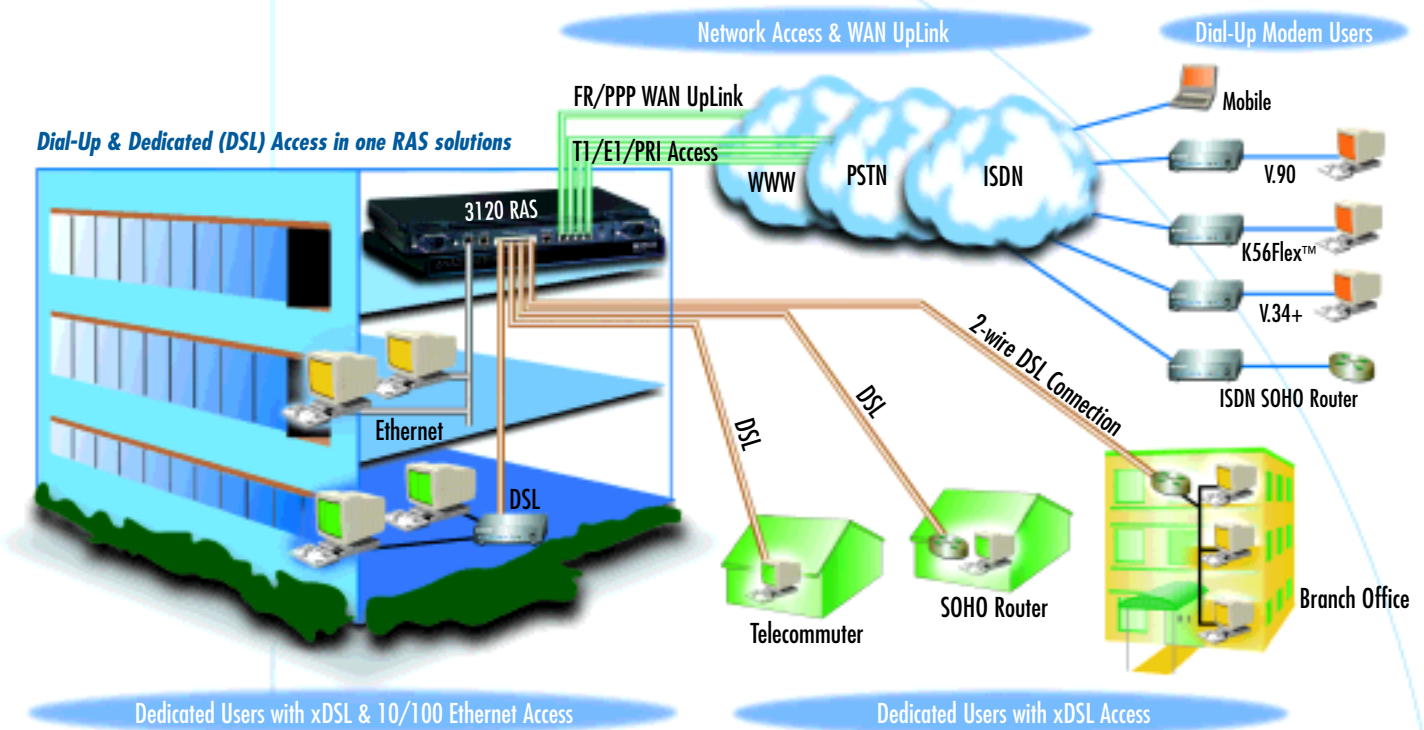 Network Access & WAN UpLink
Dial-Up Modem Users
FR/PPP WAN UpLink
Mobile
Dial-Up & Dedicated (DSL) Access in one RAS solutions
T1/E1/PRI Access
WWW
PSTN
ISDN
V.90
3120 RAS
K56Flex™
V.34+
2-wire DSL Connection
ISDN SOHO Router
DSL
DSL
Ethernet
DSL
Telecommuter
SOHO Router
Branch Office
Dedicated Users with xDSL & 10/100 Ethernet Access
Dedicated Users with xDSL Access